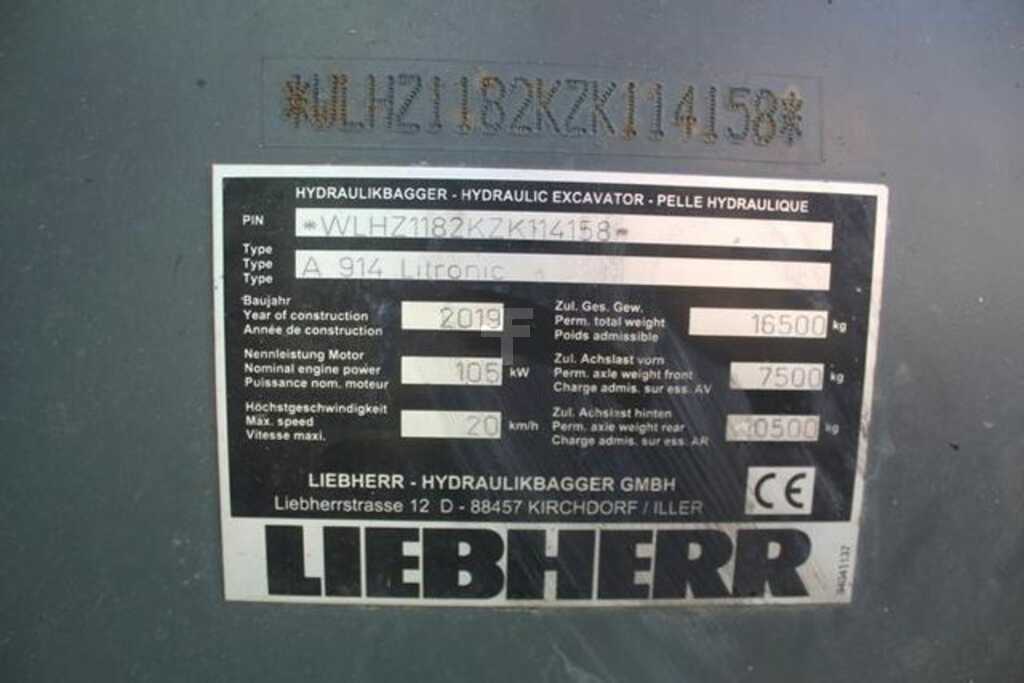 *WLHZ1182KZK114158*
HYDRAULIKBAGGER - HYDRAULIC EXCAVATOR - PELLE HYDRAULIQUE
PIN *WLHZ1182KZK114158*
Type
Type A 914 Litronic
Type
Baujahr
Year of construction 2019
Année de construction
Zul. Ges. Gew.
Perm. total weight 16500 kg
Poids admissible
Nennleistung Motor
Nominal engine power 105 kW
Puissance nom. moteur
Zul. Achslast vorn
Perm. axle weight front 7500 kg
Charge admis. sur ess. AV
Höchstgeschwindigkeit
Max. speed 20 km/h
Vitesse maxi.
Zul. Achslast hinten
Perm. axle weight rear 10500 kg
Charge admis. sur ess. AR
LIEBHERR - HYDRAULIKBAGGER GMBH
Liebherrstrasse 12 D - 88457 KIRCHDORF / ILLER
CE
LIEBHERR
94041137